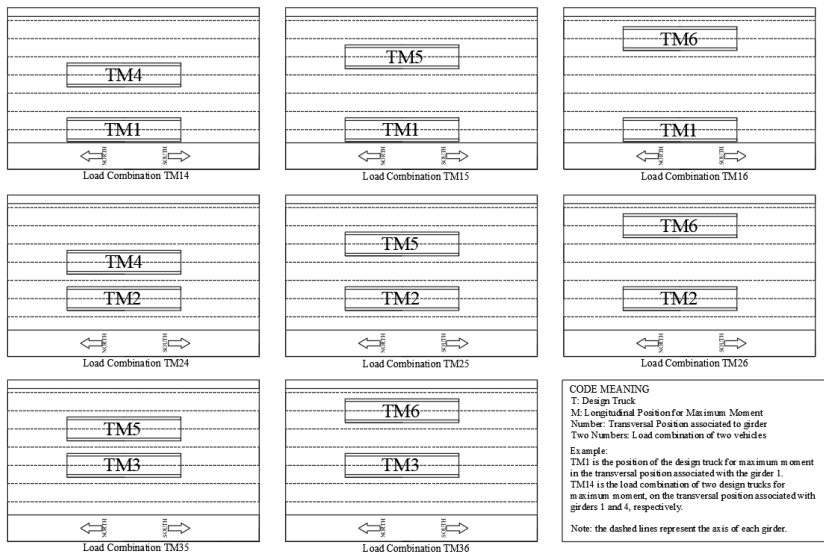 TM4
TM1
NORTH
SOUTH
Load Combination TM14
TM5
TM1
NORTH
SOUTH
Load Combination TM15
TM6
TM1
NORTH
SOUTH
Load Combination TM16
TM4
TM2
NORTH
SOUTH
Load Combination TM24
TM5
TM2
NORTH
SOUTH
Load Combination TM25
TM6
TM2
NORTH
SOUTH
Load Combination TM26
TM5
TM3
NORTH
SOUTH
Load Combination TM35
TM6
TM3
NORTH
SOUTH
Load Combination TM36
CODE MEANING
T: Design Truck
M: Longitudinal Position for Maximum Moment
Number: Transversal Position associated to girder
Two Numbers: Load combination of two vehicles
Example:
TM1 is the position of the design truck for maximum moment
in the transversal position associated with the girder 1.
TM14 is the load combination of two design trucks for
maximum moment, on the transversal position associated with
girders 1 and 4, respectively.
Note: the dashed lines represent the axis of each girder.